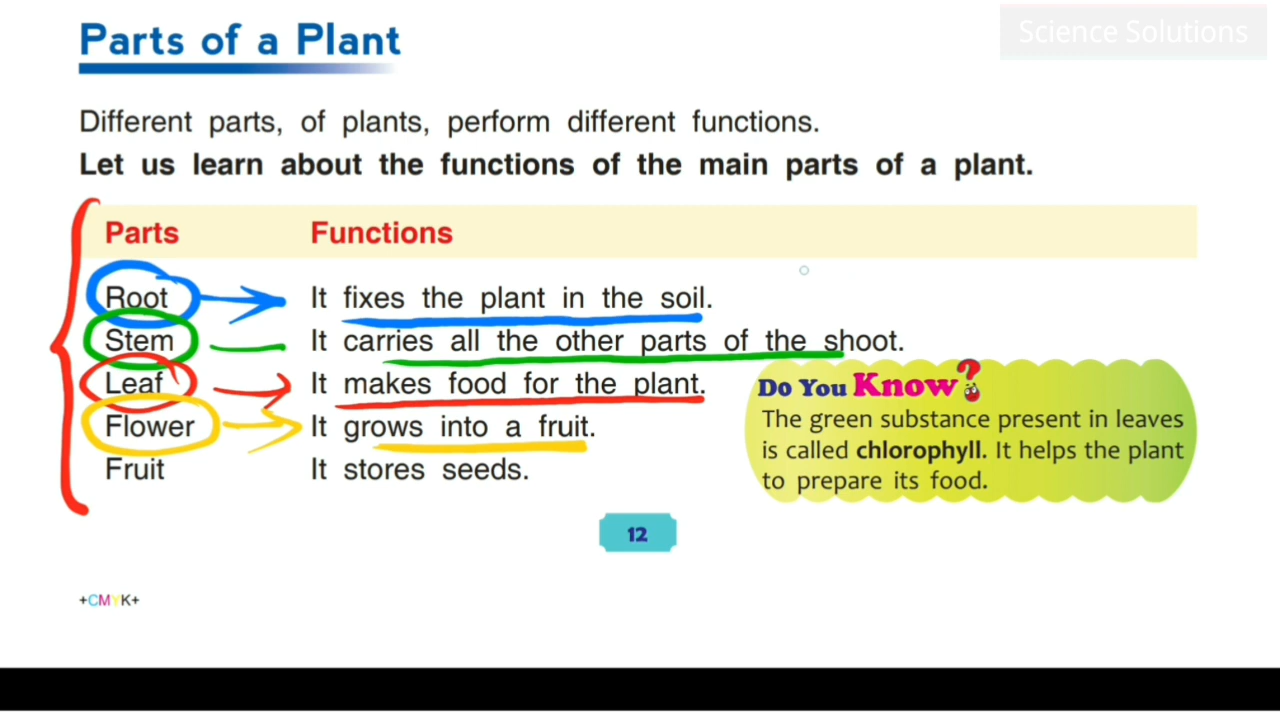 Science Solutions
Parts of a Plant
Different parts, of plants, perform different functions.
Let us learn about the functions of the main parts of a plant.
Parts Functions
Root It fixes the plant in the soil.
Stem It carries all the other parts of the shoot.
Leaf It makes food for the plant.
Flower It grows into a fruit.
Fruit It stores seeds.
Do You Know?
The green substance present in leaves
is called chlorophyll. It helps the plant
to prepare its food.
12
+CMYK+